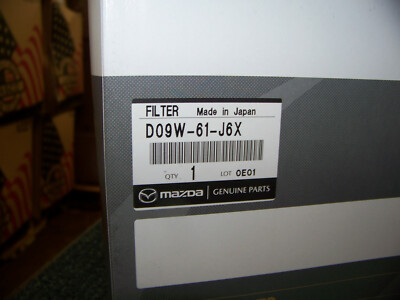 FILTER Made in Japan
D09W-61-J6X
QTY 1 LOT 0E01
mazda GENUINE PARTS